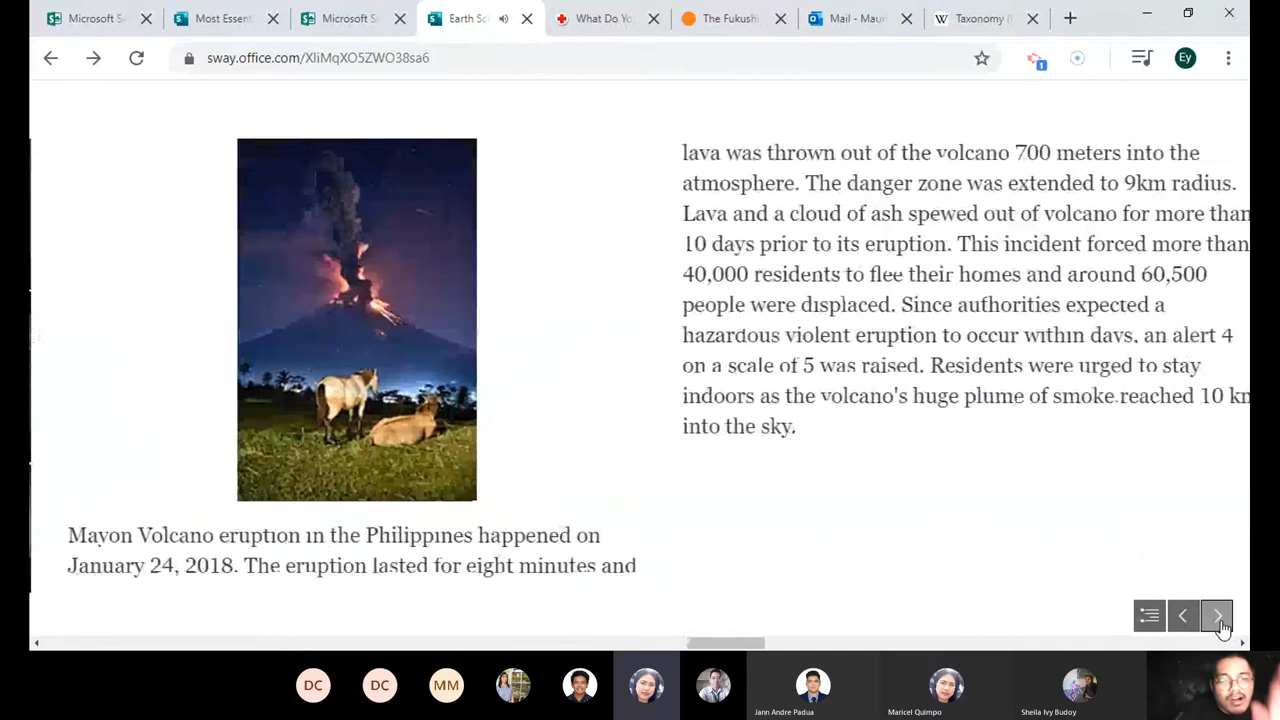 Microsoft S
Most Essen
Microsoft S
Earth Sc
What Do Yo
The Fukush
Mail - Maur
Taxonomy (
sway.office.com/XliMqXO5ZWO38sa6
1
Ey
lava was thrown out of the volcano 700 meters into the
atmosphere. The danger zone was extended to 9km radius.
Lava and a cloud of ash spewed out of volcano for more than
10 days prior to its eruption. This incident forced more than
40,000 residents to flee their homes and around 60,500
people were displaced. Since authorities expected a
hazardous violent eruption to occur within days, an alert 4
on a scale of 5 was raised. Residents were urged to stay
indoors as the volcano's huge plume of smoke reached 10 km
into the sky.
Mayon Volcano eruption in the Philippines happened on
January 24, 2018. The eruption lasted for eight minutes and
DC
DC
MM
Jann Andre Padua
Maricel Quimpo
Sheila Ivy Budoy